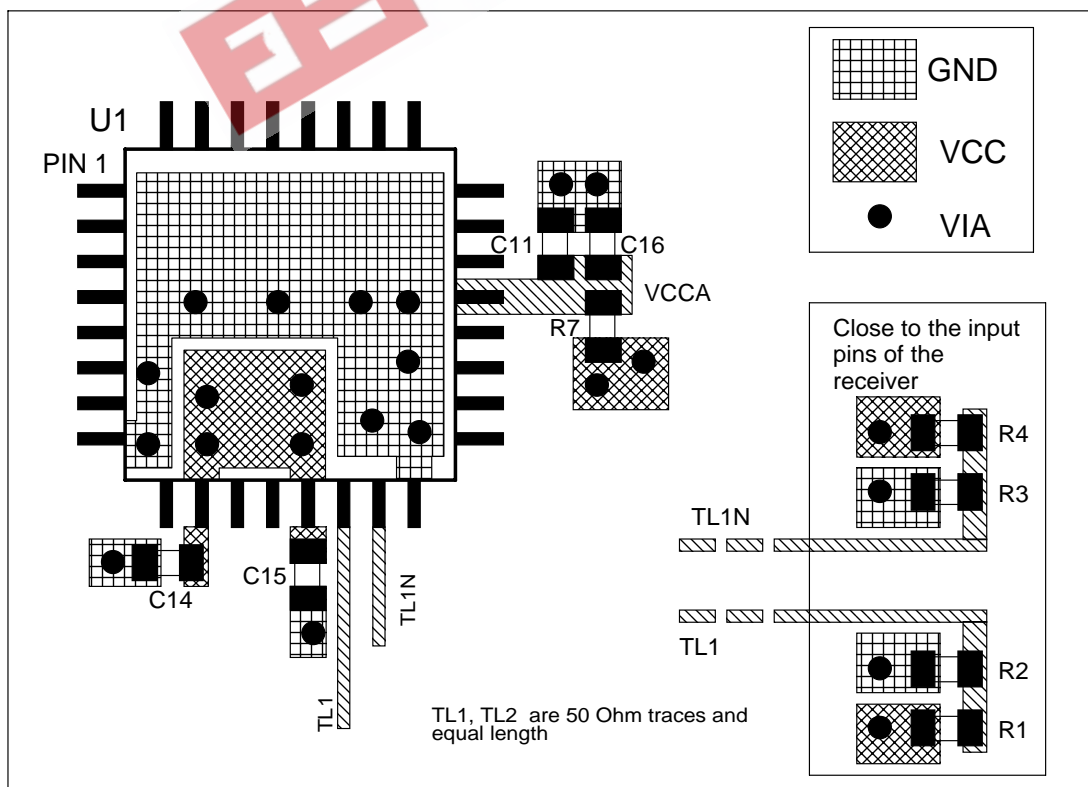 U1
PIN 1
GND
VCC
VIA
C11
C16
VCCA
R7
Close to the input
pins of the
receiver
R4
R3
TL1N
TL1
R2
R1
C14
C15
TL1N
TL1
TL1, TL2 are 50 Ohm traces and
equal length